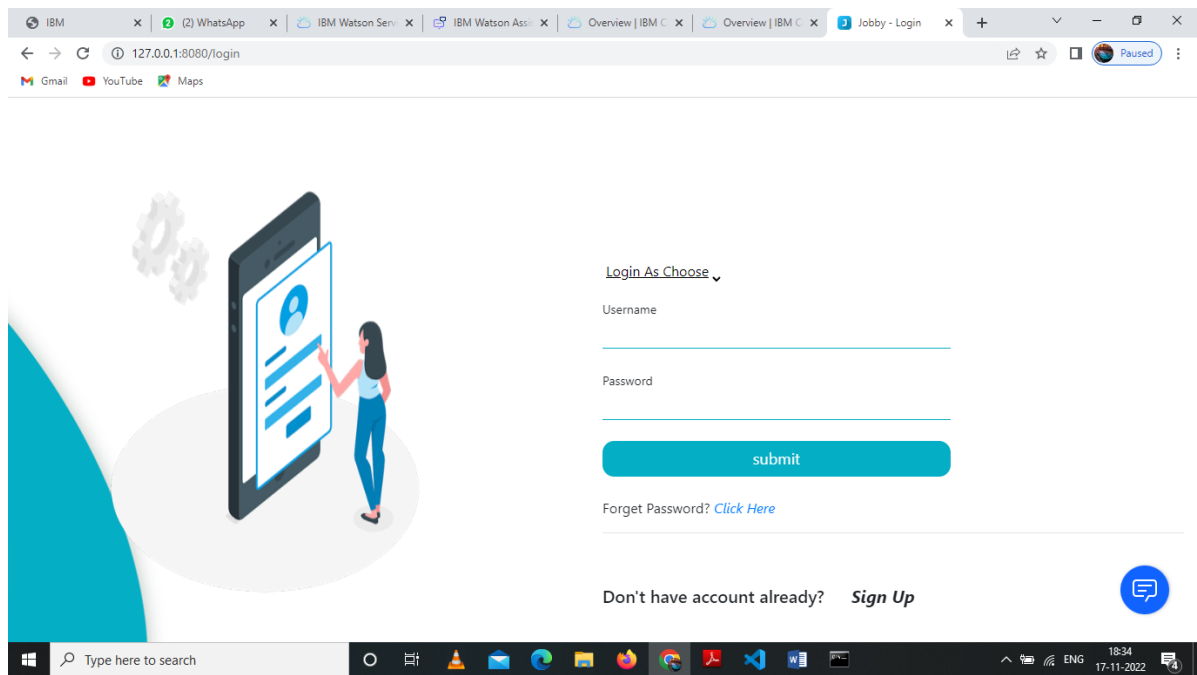 IBM
(2) WhatsApp
IBM Watson Serv
IBM Watson Assi
Overview | IBM C
Overview | IBM C
Jobby - Login
127.0.0.1:8080/login
Paused
Gmail
YouTube
Maps
Login As Choose
Username
Password
submit
Forget Password? Click Here
Don't have account already? Sign Up
Type here to search
ENG
18:34
17-11-2022
4